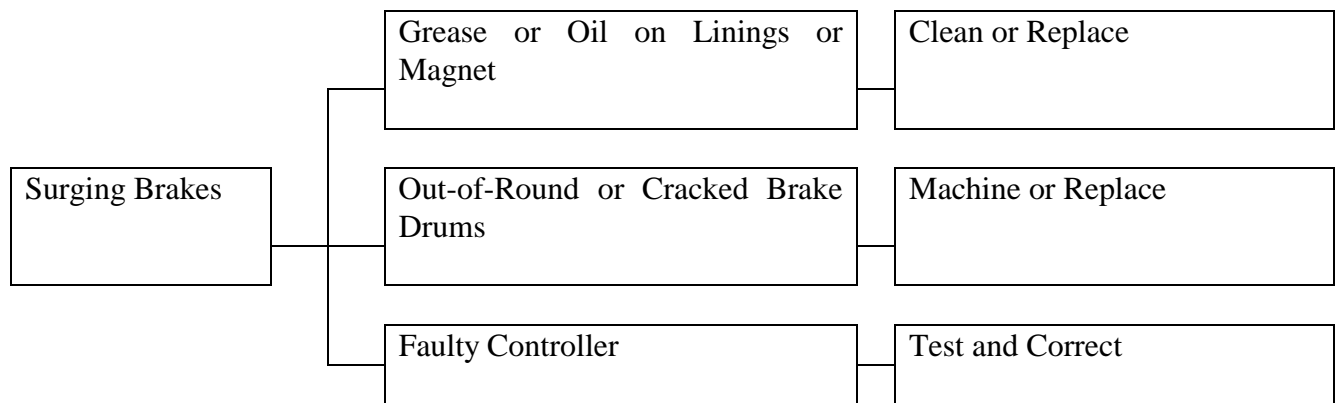 Grease or Oil on Linings or
Magnet
Clean or Replace
Surging Brakes
Out-of-Round or Cracked Brake
Drums
Machine or Replace
Faulty Controller
Test and Correct